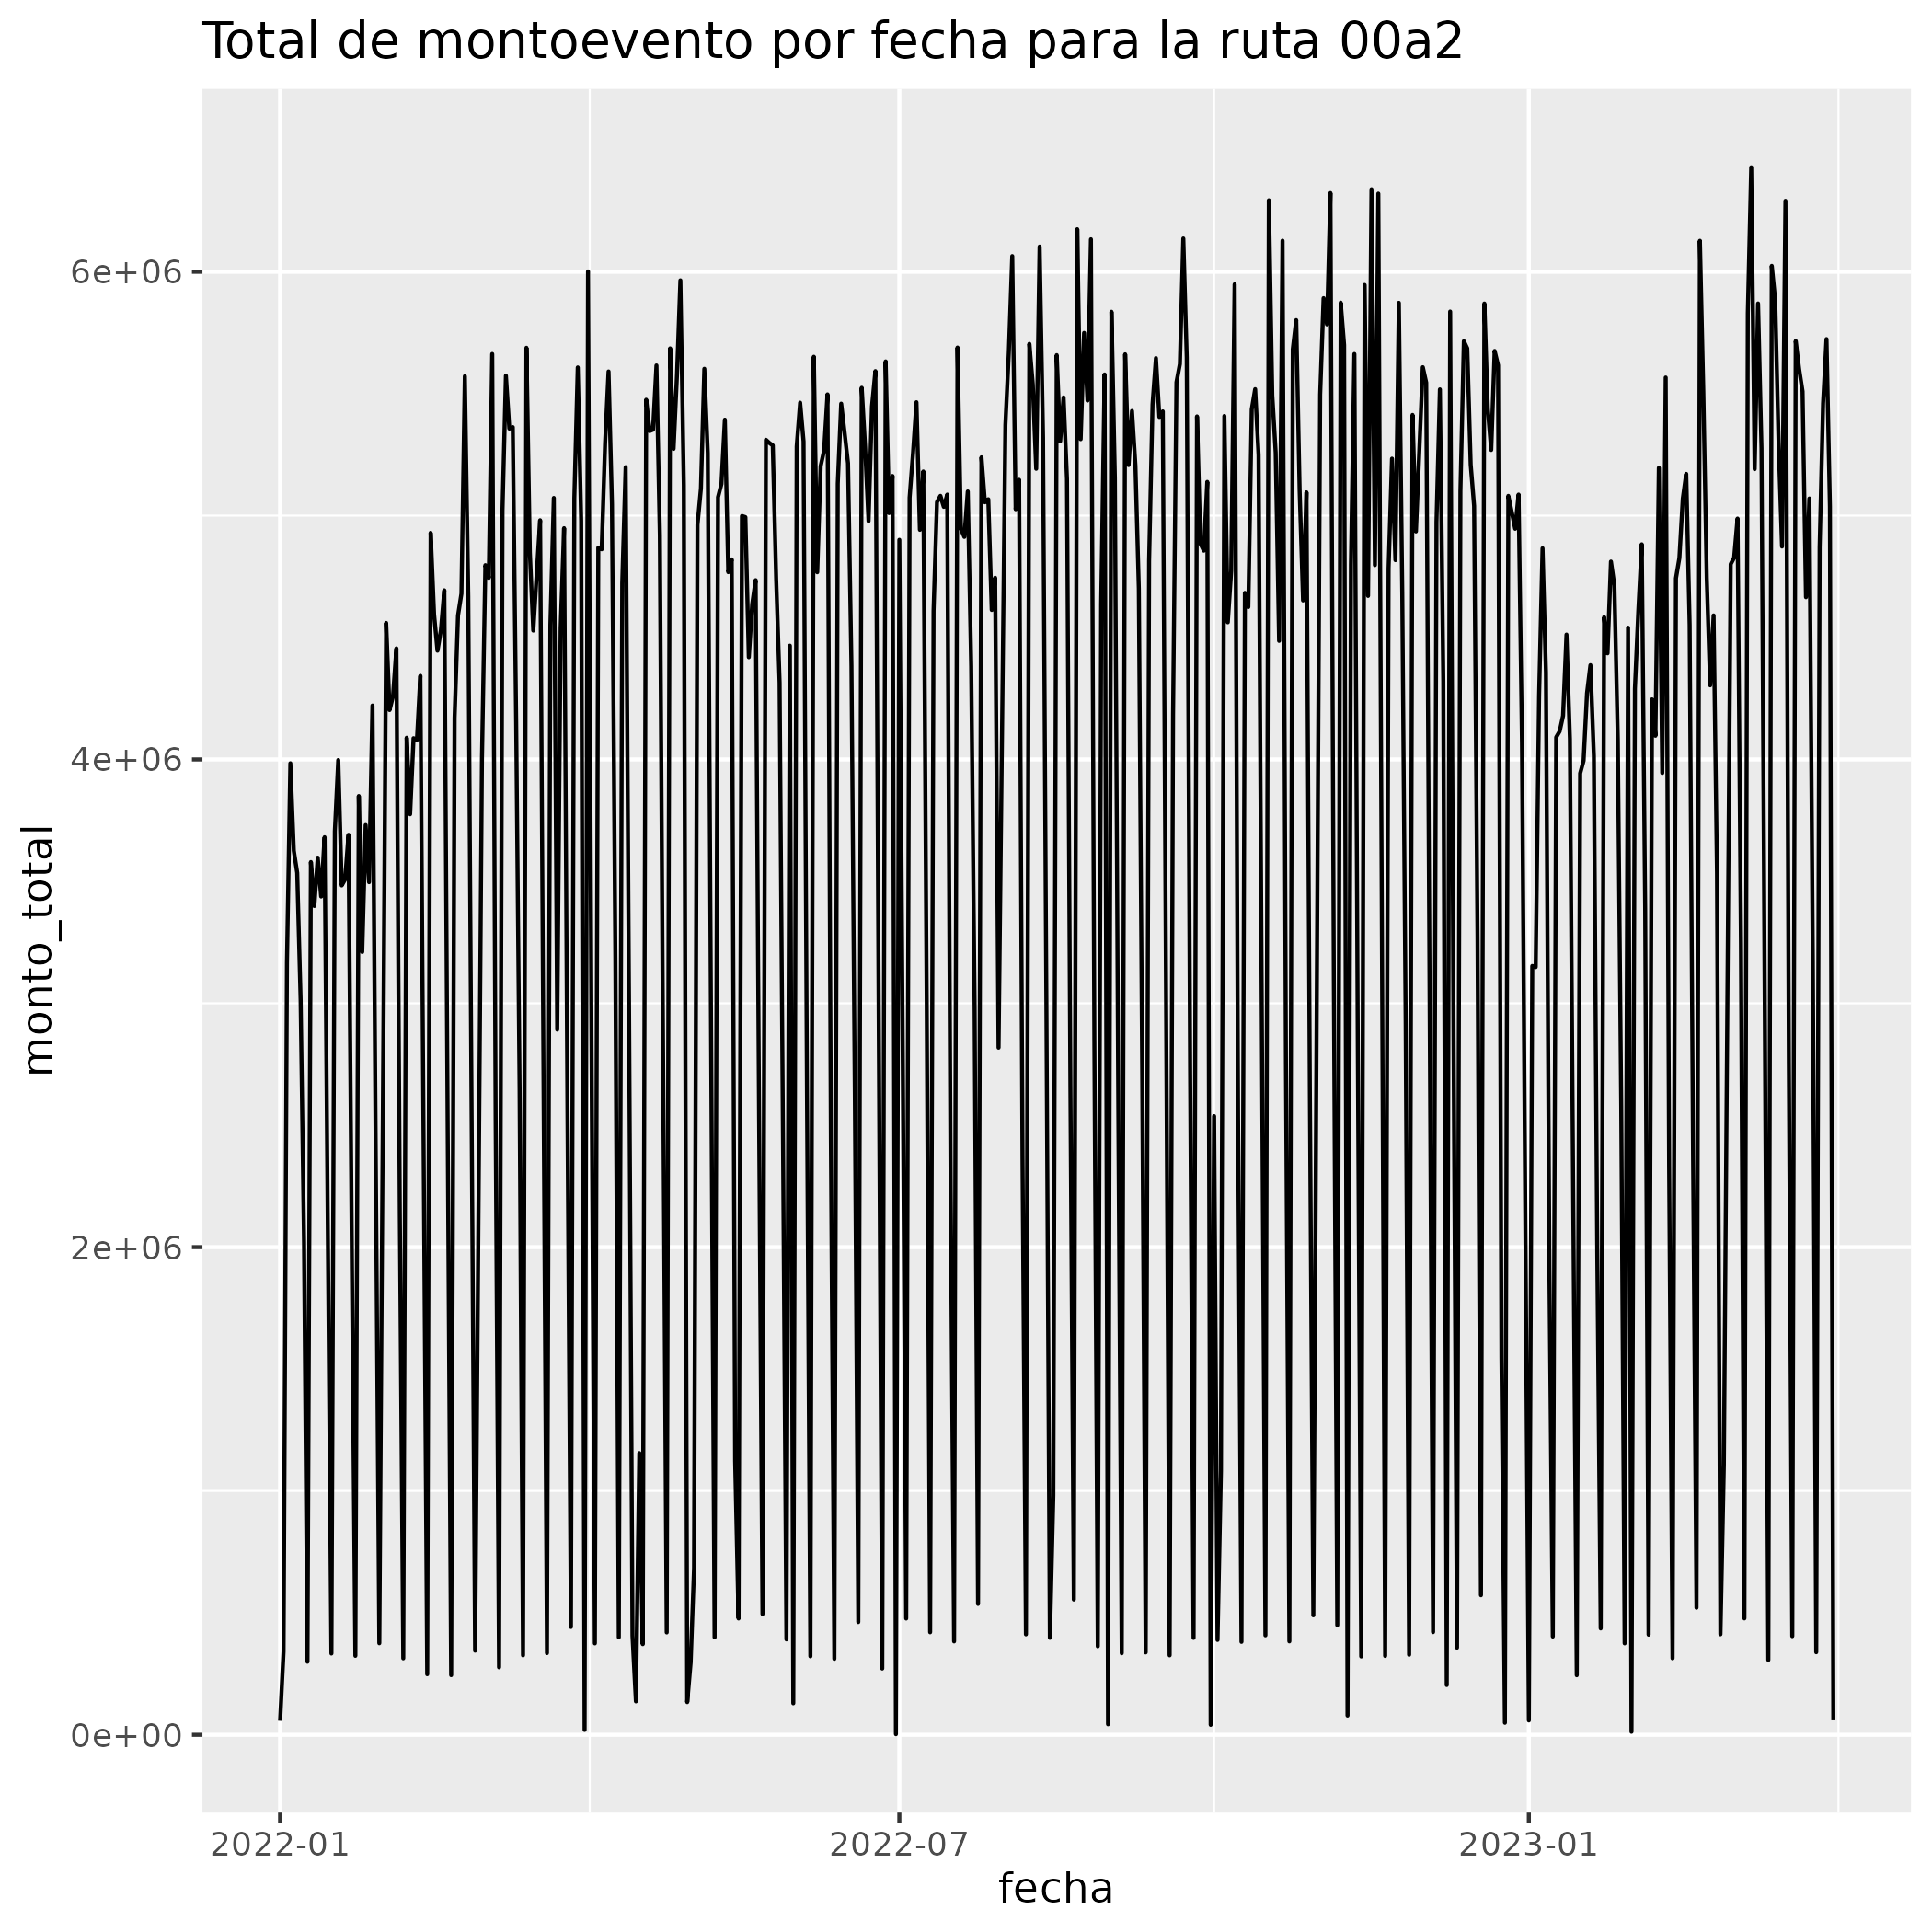 Total de montoevento por fecha para la ruta 00a2
monto_total
6e+06
4e+06
2e+06
0e+00
2022-01
2022-07
2023-01
fecha